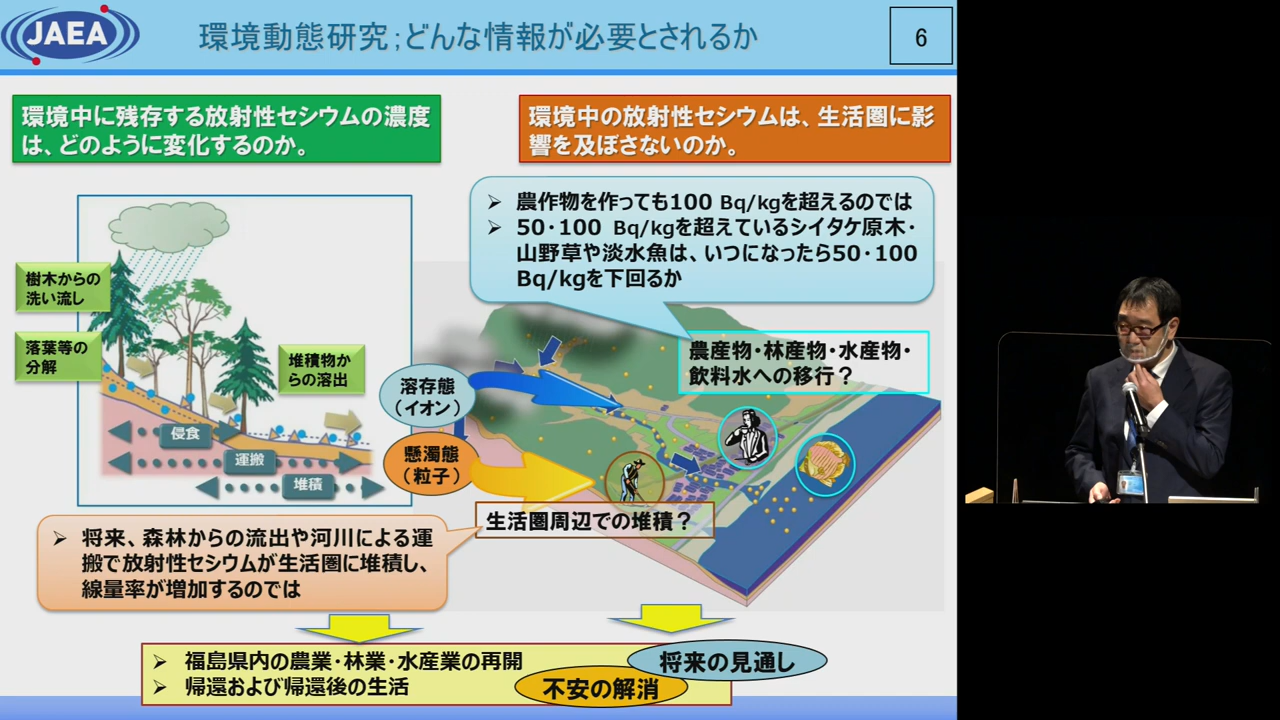 JAEA
環境動態研究;どんな情報が必要とされるか
6
環境中に残存する放射性セシウムの濃度
は、どのように変化するのか。
環境中の放射性セシウムは、生活圏に影
響を及ぼさないのか。
➢ 農作物を作っても100 Bq/kgを超えるのでは
➢ 50・100 Bq/kgを超えているシイタケ原木・
山野草や淡水魚は、いつになったら50・100
Bq/kgを下回るか
樹木からの
洗い流し
落葉等の
分解
堆積物か
らの溶出
侵食
運搬
堆積
溶存態
(イオン)
懸濁態
(粒子)
農産物・林産物・水産物・
飲料水への移行?
生活圏周辺での堆積?
➢ 将来、森林からの流出や河川による運
搬で放射性セシウムが生活圏に堆積し、
線量率が増加するのでは
➢ 福島県内の農業・林業・水産業の再開
➢ 帰還および帰還後の生活
将来の見通し
不安の解消